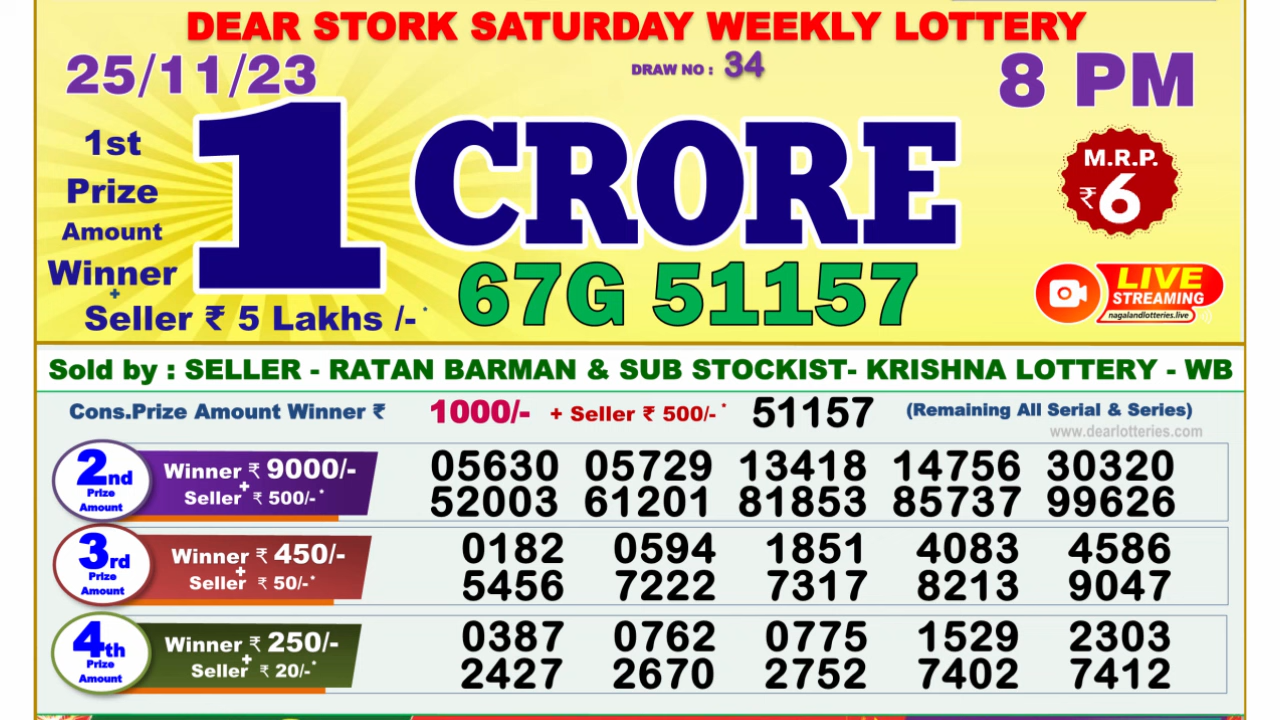 DEAR STORK SATURDAY WEEKLY LOTTERY
25/11/23
DRAW NO : 34
8 PM
1st
Prize
Amount
Winner
+
Seller ₹ 5 Lakhs /-*
1 CRORE
67G 51157
M.R.P.
₹6
LIVE
STREAMING
nagalandlotteries.live
Sold by : SELLER - RATAN BARMAN & SUB STOCKIST- KRISHNA LOTTERY - WB
Cons.Prize Amount Winner ₹ 1000/- + Seller ₹ 500/-* 51157 (Remaining All Serial & Series)
www.dearlotteries.com
2nd
Prize
Amount
Winner ₹ 9000/-
+
Seller ₹ 500/-*
05630 05729 13418 14756 30320
52003 61201 81853 85737 99626
3rd
Prize
Amount
Winner ₹ 450/-
+
Seller ₹ 50/-*
0182 0594 1851 4083 4586
5456 7222 7317 8213 9047
4th
Prize
Amount
Winner ₹ 250/-
+
Seller ₹ 20/-*
0387 0762 0775 1529 2303
2427 2670 2752 7402 7412